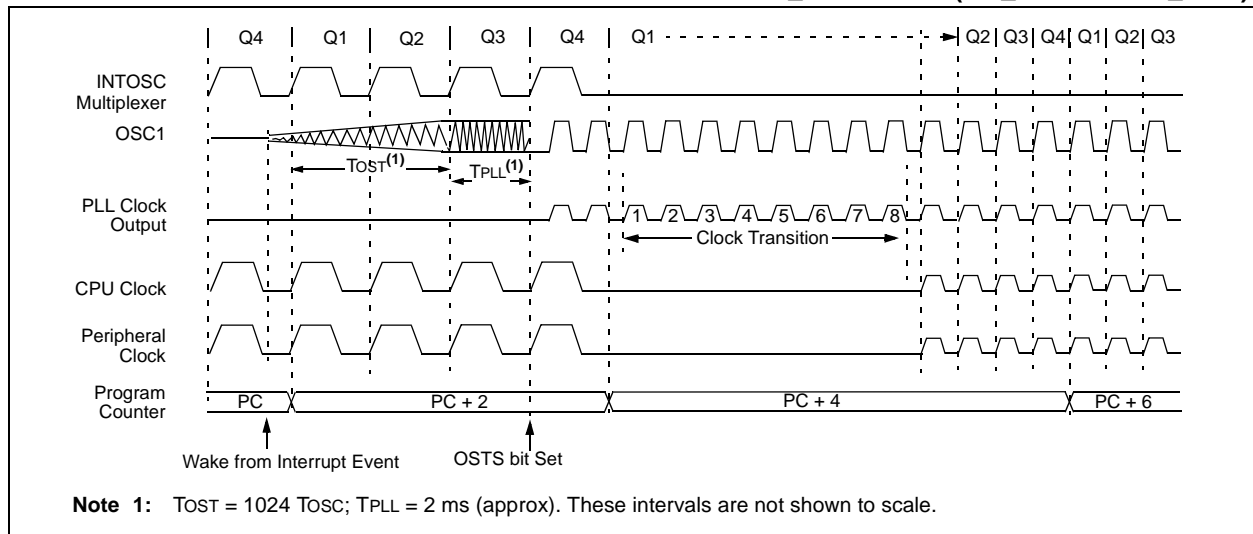 Q4 Q1 Q2 Q3 Q4 Q1 Q2 Q3 Q4 Q1 Q2 Q3
INTOSC
Multiplexer
OSC1
TOST(1)
TPLL(1)
PLL Clock
Output
1 2 3 4 5 6 7 8
Clock Transition
CPU Clock
Peripheral
Clock
Program
Counter
PC PC + 2 PC + 4 PC + 6
Wake from Interrupt Event
OSTS bit Set
Note 1: TOST = 1024 TOSC; TPLL = 2 ms (approx). These intervals are not shown to scale.